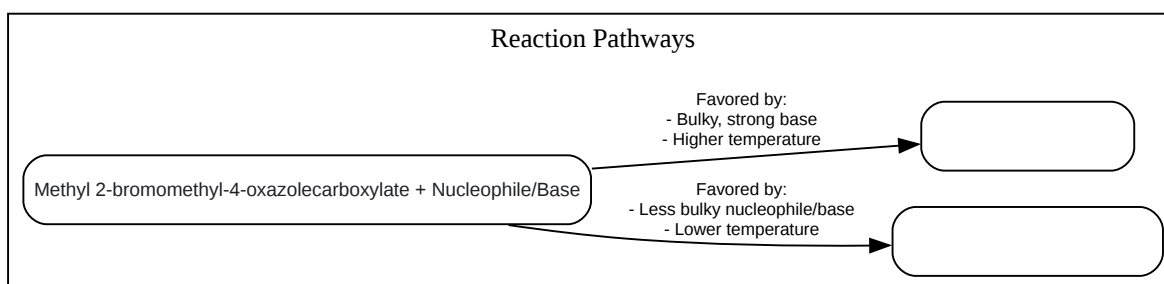 Reaction Pathways
Favored by:
- Bulky, strong base
- Higher temperature
Methyl 2-bromomethyl-4-oxazolecarboxylate + Nucleophile/Base
Favored by:
- Less bulky nucleophile/base
- Lower temperature